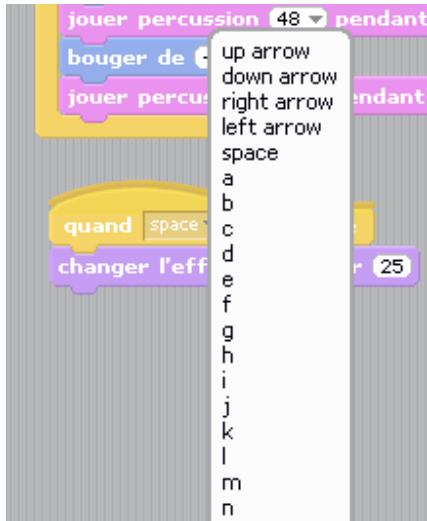 jouer percussion 48 pendant
bouger de
jouer percu endant
quand space
changer l'eff r 25
up arrow
down arrow
right arrow
left arrow
space
a
b
c
d
e
f
g
h
i
j
k
l
m
n